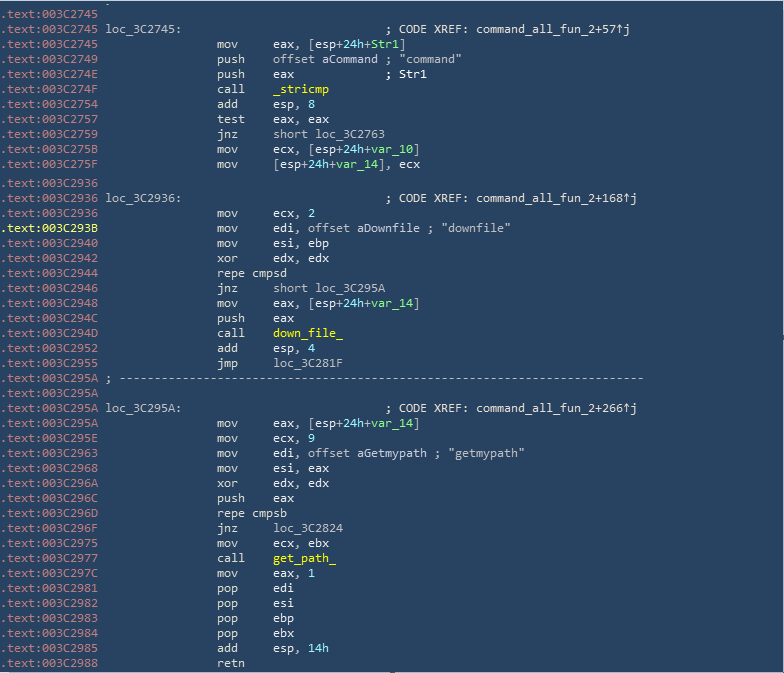 .text:003C2745
.text:003C2745 loc_3C2745: ; CODE XREF: command_all_fun_2+57↑j
.text:003C2745 mov eax, [esp+24h+Str1]
.text:003C2749 push offset aCommand ; "command"
.text:003C274E push eax ; Str1
.text:003C274F call _stricmp
.text:003C2754 add esp, 8
.text:003C2757 test eax, eax
.text:003C2759 jnz short loc_3C2763
.text:003C275B mov ecx, [esp+24h+var_10]
.text:003C275F mov [esp+24h+var_14], ecx
.text:003C2936
.text:003C2936 loc_3C2936: ; CODE XREF: command_all_fun_2+168↑j
.text:003C2936 mov ecx, 2
.text:003C293B mov edi, offset aDownfile ; "downfile"
.text:003C2940 mov esi, ebp
.text:003C2942 xor edx, edx
.text:003C2944 repe cmpsd
.text:003C2946 jnz short loc_3C295A
.text:003C2948 mov eax, [esp+24h+var_14]
.text:003C294C push eax
.text:003C294D call down_file_
.text:003C2952 add esp, 4
.text:003C2955 jmp loc_3C281F
.text:003C295A ; ---------------------------------------------------------------------------
.text:003C295A
.text:003C295A loc_3C295A: ; CODE XREF: command_all_fun_2+266↑j
.text:003C295A mov eax, [esp+24h+var_14]
.text:003C295E mov ecx, 9
.text:003C2963 mov edi, offset aGetmypath ; "getmypath"
.text:003C2968 mov esi, eax
.text:003C296A xor edx, edx
.text:003C296C push eax
.text:003C296D repe cmpsb
.text:003C296F jnz loc_3C2824
.text:003C2975 mov ecx, ebx
.text:003C2977 call get_path_
.text:003C297C mov eax, 1
.text:003C2981 pop edi
.text:003C2982 pop esi
.text:003C2983 pop ebp
.text:003C2984 pop ebx
.text:003C2985 add esp, 14h
.text:003C2988 retn